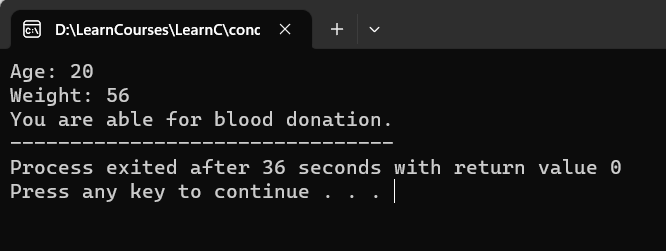 D:\LearnCourses\LearnC\conc
Age: 20
Weight: 56
You are able for blood donation.
--------------------------------
Process exited after 36 seconds with return value 0
Press any key to continue . . .